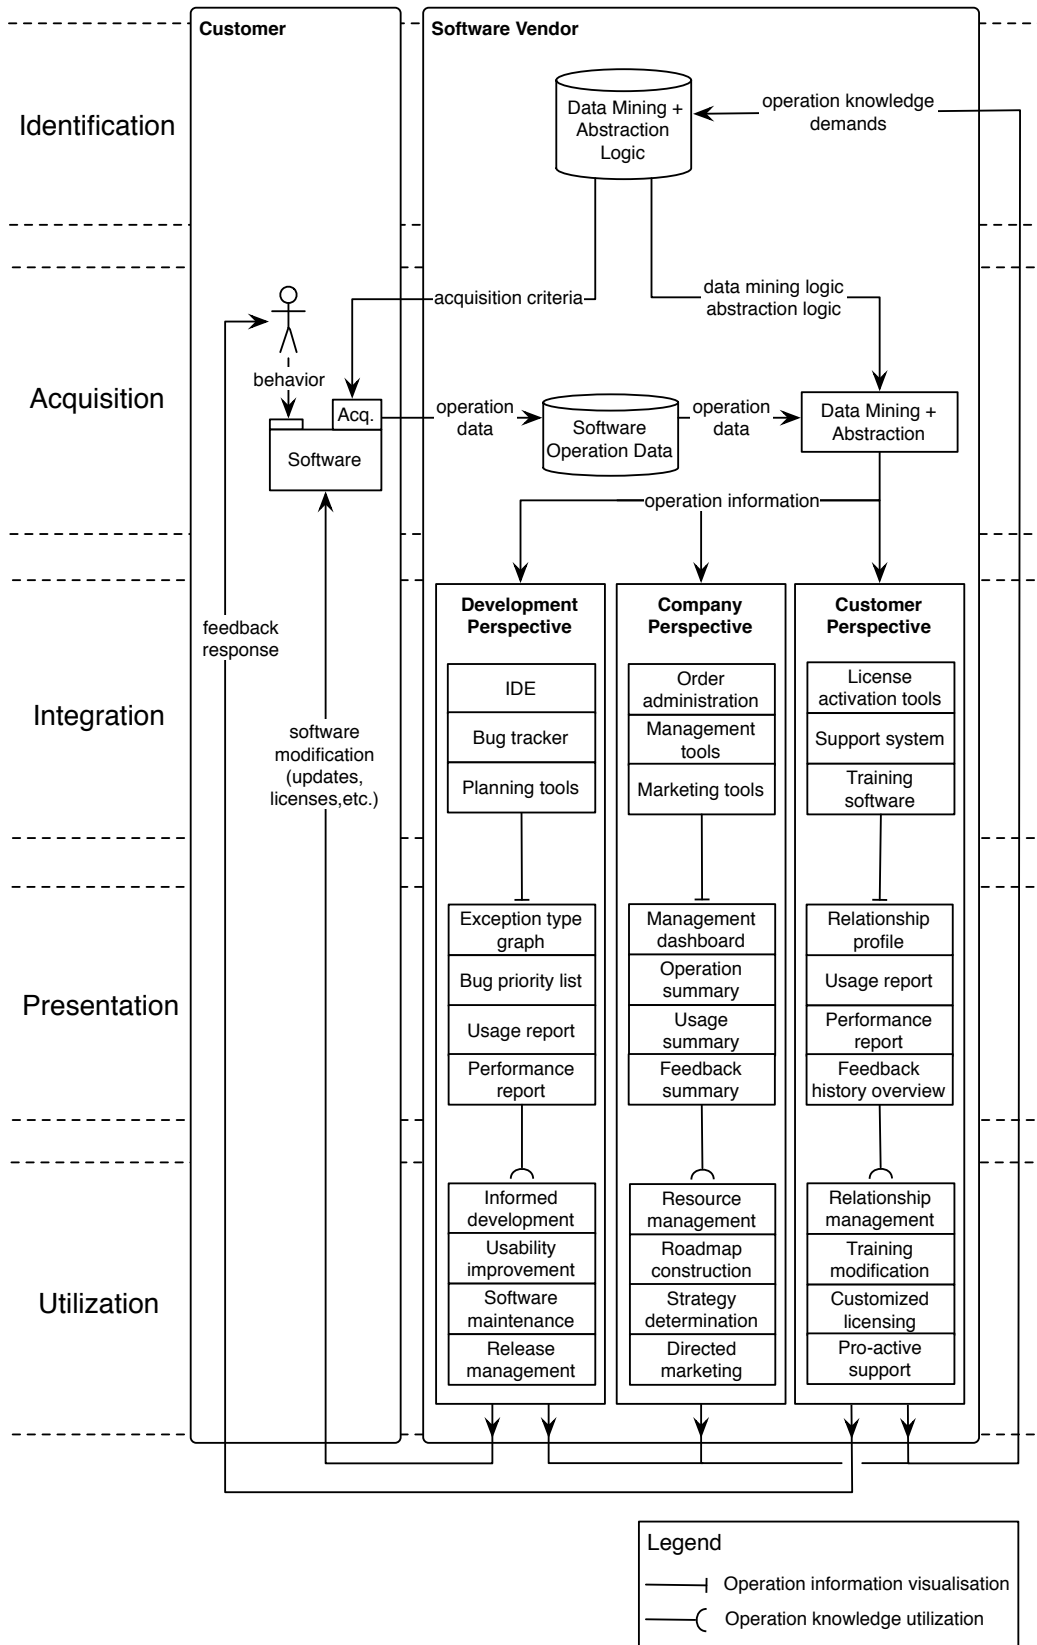 Customer
Software Vendor
Identification
Data Mining +
Abstraction
Logic
operation knowledge
demands
acquisition criteria
data mining logic
abstraction logic
Acquisition
behavior
Acq.
Software
operation
data
Software
Operation Data
operation
data
Data Mining +
Abstraction
operation information
feedback
response
software
modification
(updates,
licenses,etc.)
Integration
Development
Perspective
IDE
Bug tracker
Planning tools
Company
Perspective
Order
administration
Management
tools
Marketing tools
Customer
Perspective
License
activation tools
Support system
Training
software
Presentation
Exception type
graph
Bug priority list
Usage report
Performance
report
Management
dashboard
Operation
summary
Usage
summary
Feedback
summary
Relationship
profile
Usage report
Performance
report
Feedback
history overview
Utilization
Informed
development
Usability
improvement
Software
maintenance
Release
management
Resource
management
Roadmap
construction
Strategy
determination
Directed
marketing
Relationship
management
Training
modification
Customized
licensing
Pro-active
support
Legend
Operation information visualisation
Operation knowledge utilization